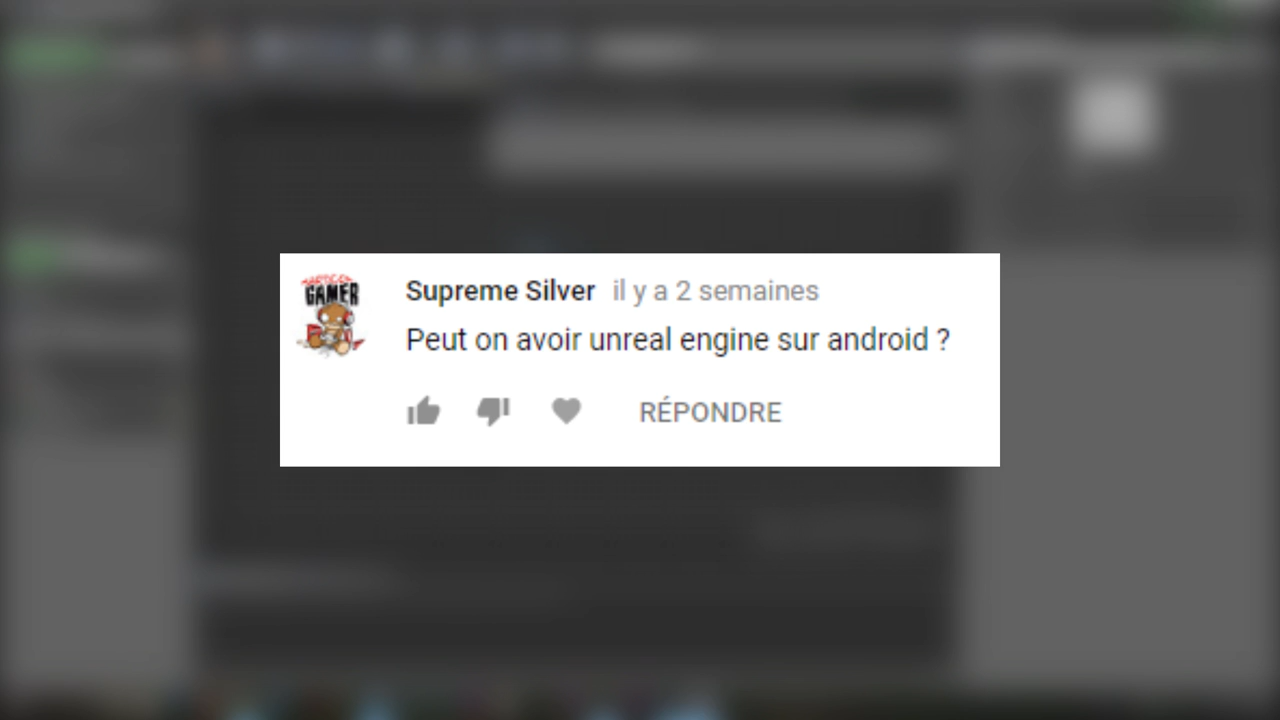 GAMER
Supreme Silver il y a 2 semaines
Peut on avoir unreal engine sur android ?
RÉPONDRE